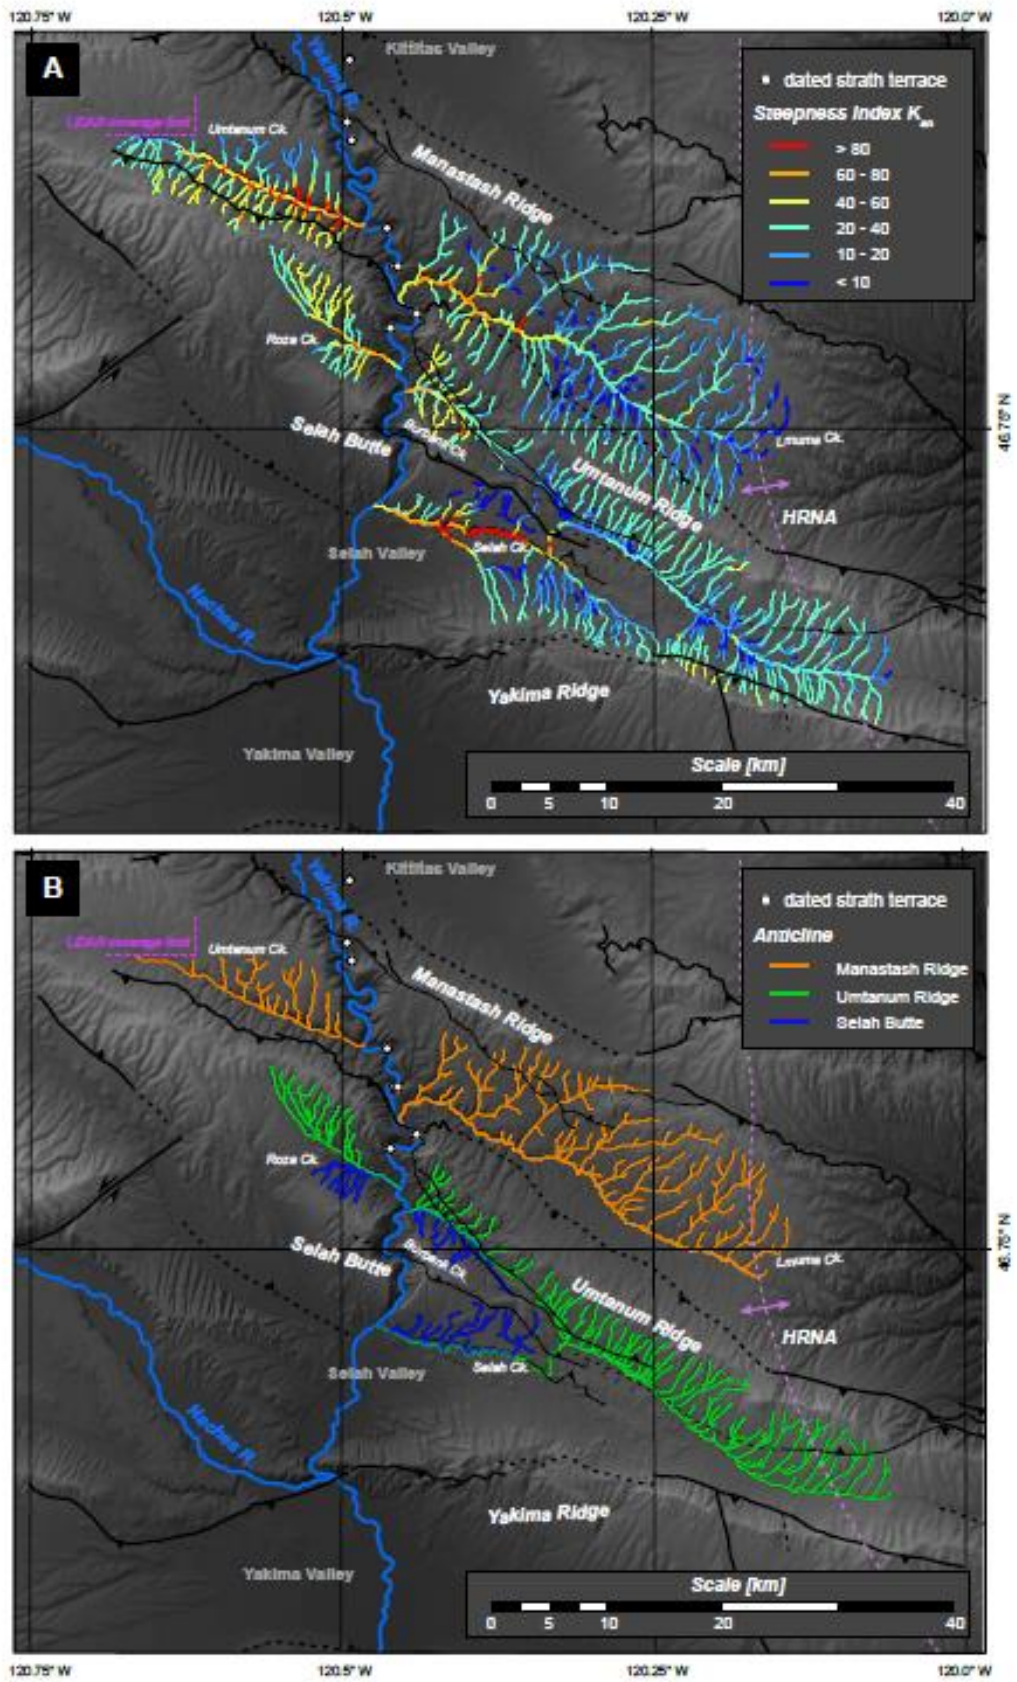 120.75° W 120.5° W 120.25° W 120.0° W
A
Kittitas Valley
Yakima R.
dated strath terrace
Steepness Index Ksn
> 80
60 - 80
40 - 60
20 - 40
10 - 20
< 10
Umtanum Ck.
Manastash Ridge
Roza Ck.
46.75° N
Selah Butte
Burbank Ck.
Lmuma Ck.
Umtanum Ridge
HRNA
Selah Valley
Selah Ck.
Naches R.
Yakima Ridge
Yakima Valley
Scale [km]
0 5 10 20 40
B
Kittitas Valley
Yakima R.
dated strath terrace
Anticline
Manastash Ridge
Umtanum Ridge
Selah Butte
Umtanum Ck.
Manastash Ridge
Roza Ck.
46.75° N
Selah Butte
Burbank Ck.
Lmuma Ck.
Umtanum Ridge
HRNA
Selah Valley
Selah Ck.
Naches R.
Yakima Ridge
Yakima Valley
Scale [km]
0 5 10 20 40
120.75° W 120.5° W 120.25° W 120.0° W